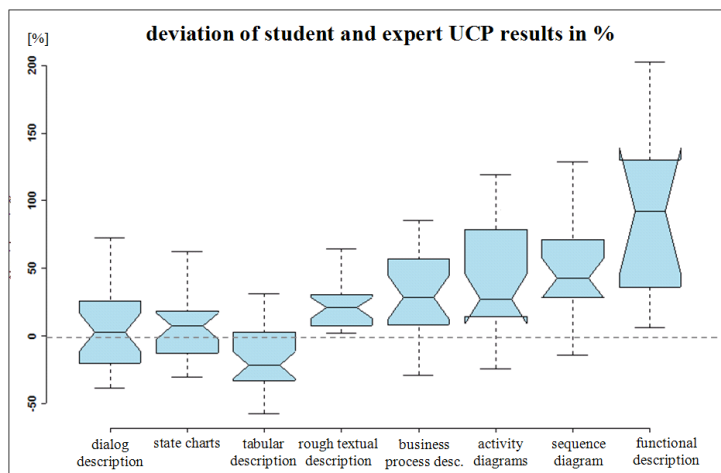 deviation of student and expert UCP results in %
[%]
200
150
100
50
0
-50
dialog description
state charts
tabular description
rough textual description
business process desc.
activity diagrams
sequence diagram
functional description